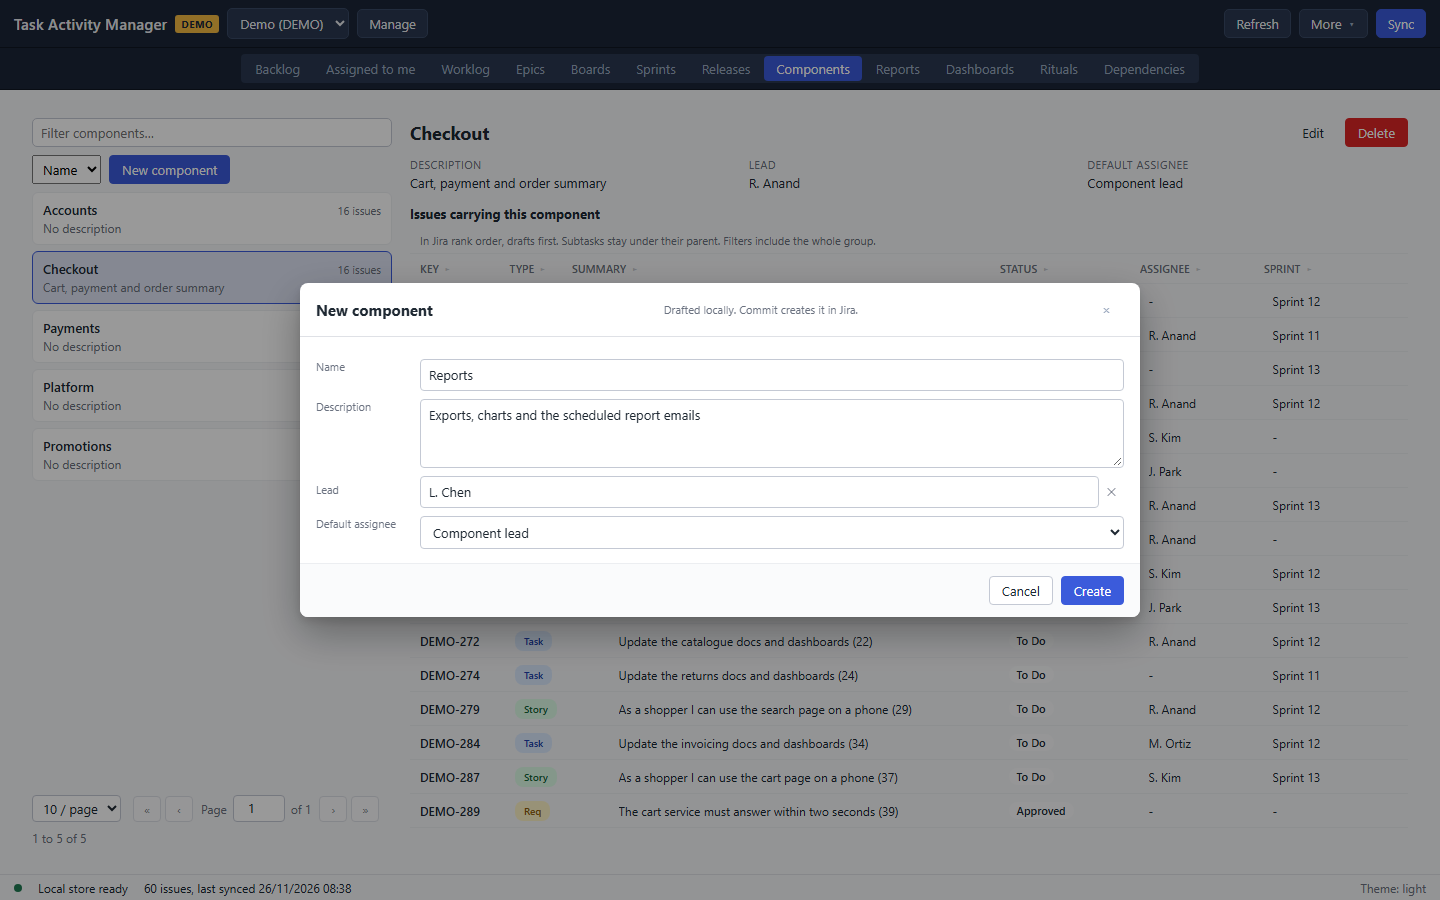 Task Activity Manager DEMO Demo (DEMO) Manage Refresh More Sync
Backlog Assigned to me Worklog Epics Boards Sprints Releases Components Reports Dashboards Rituals Dependencies
Filter components...
Name New component
Accounts 16 issues
No description
Checkout 16 issues
Cart, payment and order summary
Payments
No description
Platform
No description
Promotions
No description
10 / page « ‹ Page 1 of 1 › »
1 to 5 of 5
Checkout Edit Delete
DESCRIPTION LEAD DEFAULT ASSIGNEE
Cart, payment and order summary R. Anand Component lead
Issues carrying this component
In Jira rank order, drafts first. Subtasks stay under their parent. Filters include the whole group.
KEY TYPE SUMMARY STATUS ASSIGNEE SPRINT
- Sprint 12
R. Anand Sprint 11
- Sprint 13
R. Anand Sprint 12
S. Kim -
J. Park -
R. Anand Sprint 13
R. Anand -
S. Kim Sprint 12
J. Park Sprint 13
DEMO-272 Task Update the catalogue docs and dashboards (22) To Do R. Anand Sprint 12
DEMO-274 Task Update the returns docs and dashboards (24) To Do - Sprint 11
DEMO-279 Story As a shopper I can use the search page on a phone (29) To Do R. Anand Sprint 12
DEMO-284 Task Update the invoicing docs and dashboards (34) To Do M. Ortiz Sprint 12
DEMO-287 Story As a shopper I can use the cart page on a phone (37) To Do S. Kim Sprint 13
DEMO-289 Req The cart service must answer within two seconds (39) Approved - -
New component Drafted locally. Commit creates it in Jira. ×
Name Reports
Description Exports, charts and the scheduled report emails
Lead L. Chen ×
Default assignee Component lead
Cancel Create
Local store ready 60 issues, last synced 26/11/2026 08:38 Theme: light